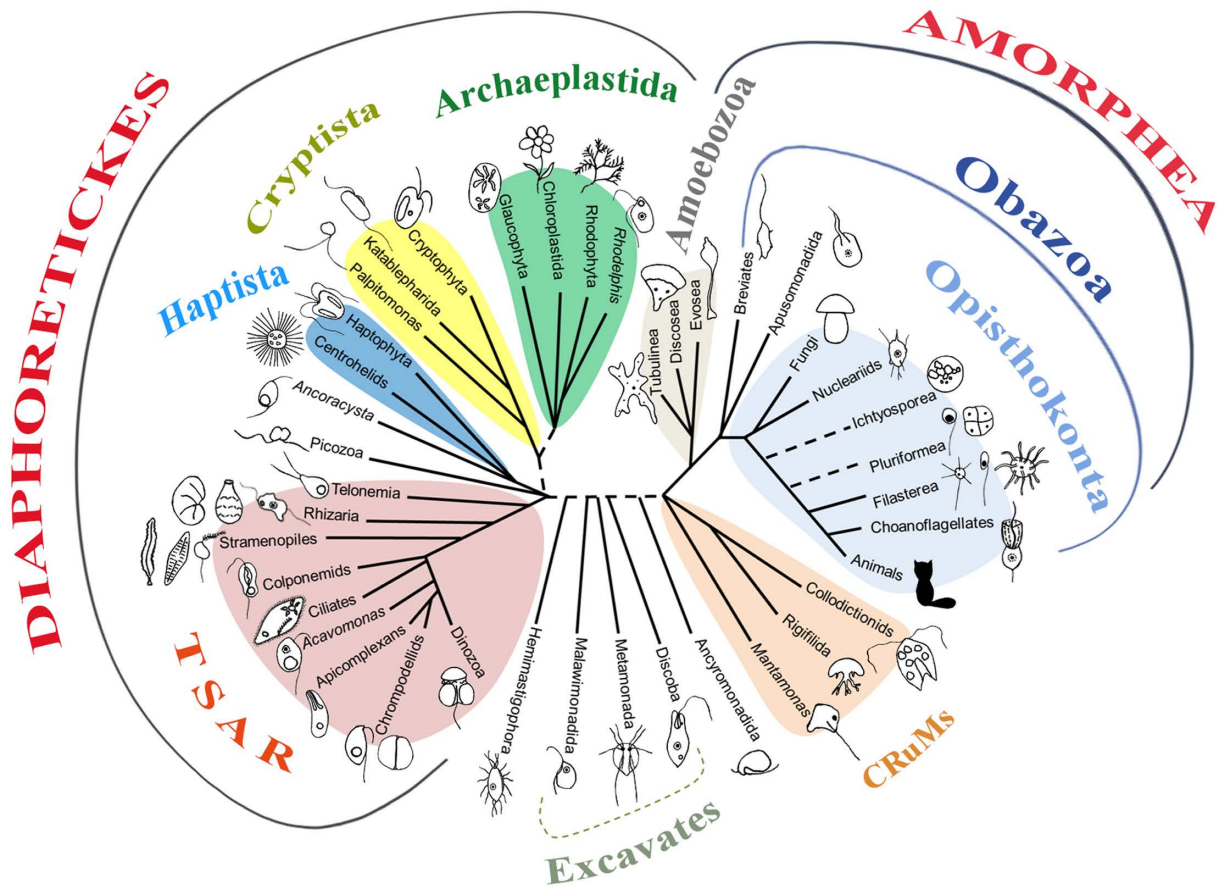 DIAPHORETICKES
AMORPHEA
Archaeplastida
Cryptista
Haptista
Amoebozoa
Obazoa
Opisthokonta
TSAR
CRuMs
Excavates
Glaucophyta
Chloroplastida
Rhodophyta
Rhodelphis
Cryptophyta
Katablepharida
Palpitomonas
Haptophyta
Centrohelids
Ancoracysta
Picozoa
Telonemia
Rhizaria
Stramenopiles
Colponemids
Ciliates
Acavomonas
Apicomplexans
Chrompodellids
Dinozoa
Hemimastigophora
Malawimonadida
Metamonada
Discoba
Ancyromonadida
Mantamonas
Rigifilida
Collodictionids
Animals
Choanoflagellates
Filasterea
Pluriformea
Ichtyosporea
Nucleariids
Fungi
Apusomonadida
Breviates
Evosea
Discosea
Tubulinea